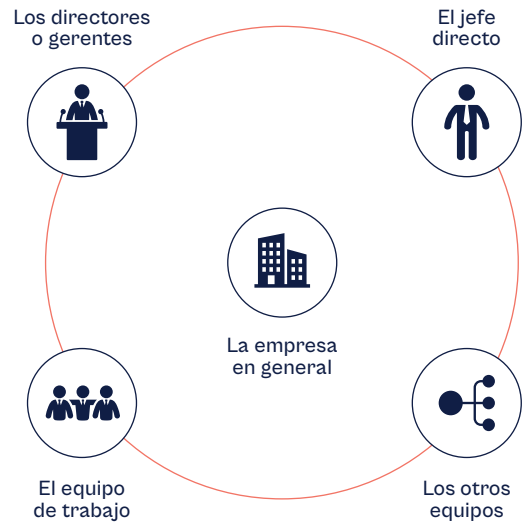 Los directores
o gerentes
El jefe
directo
La empresa
en general
El equipo
de trabajo
Los otros
equipos